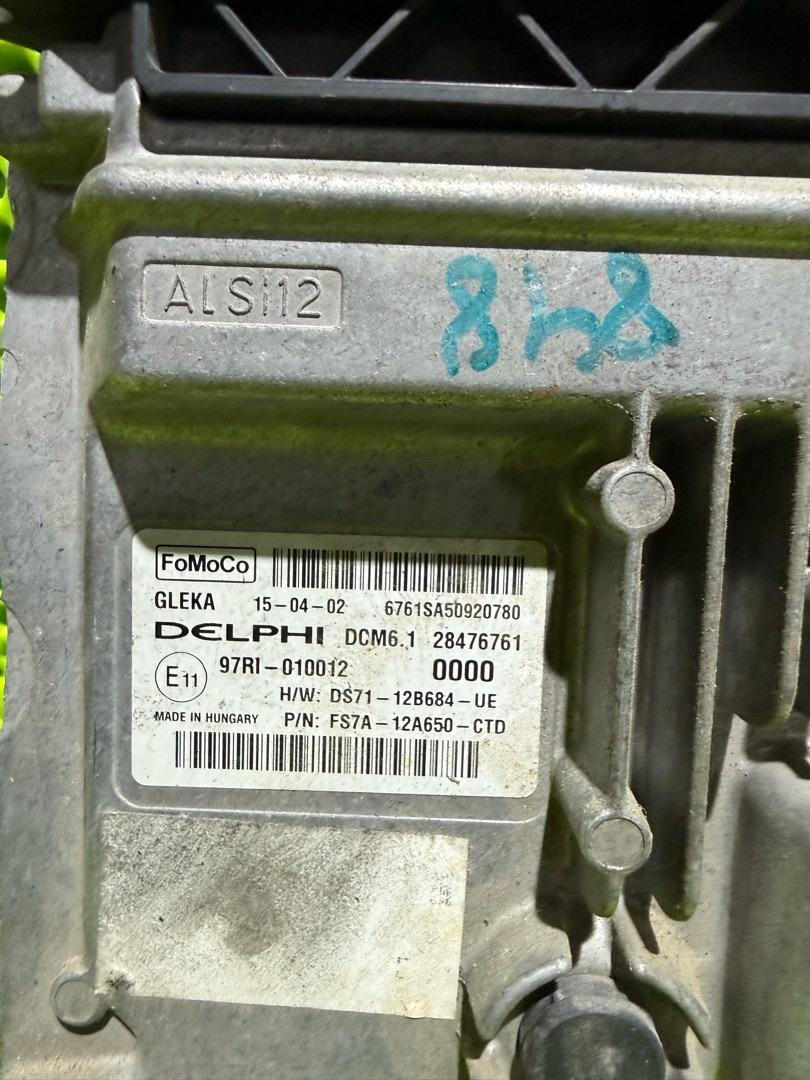 ALSi12
848
FoMoCo
GLEKA 15-04-02 6761SA50920780
DELPHI DCM6.1 28476761
E11 97RI-010012 0000
H/W: DS71-12B684-UE
MADE IN HUNGARY P/N: FS7A-12A650-CTD